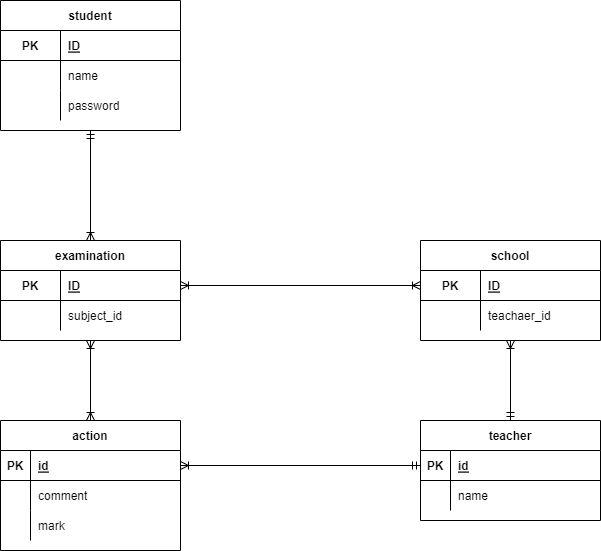 student
PK ID
name
password
examination
PK ID
subject_id
school
PK ID
teachaer_id
action
PK id
comment
mark
teacher
PK id
name